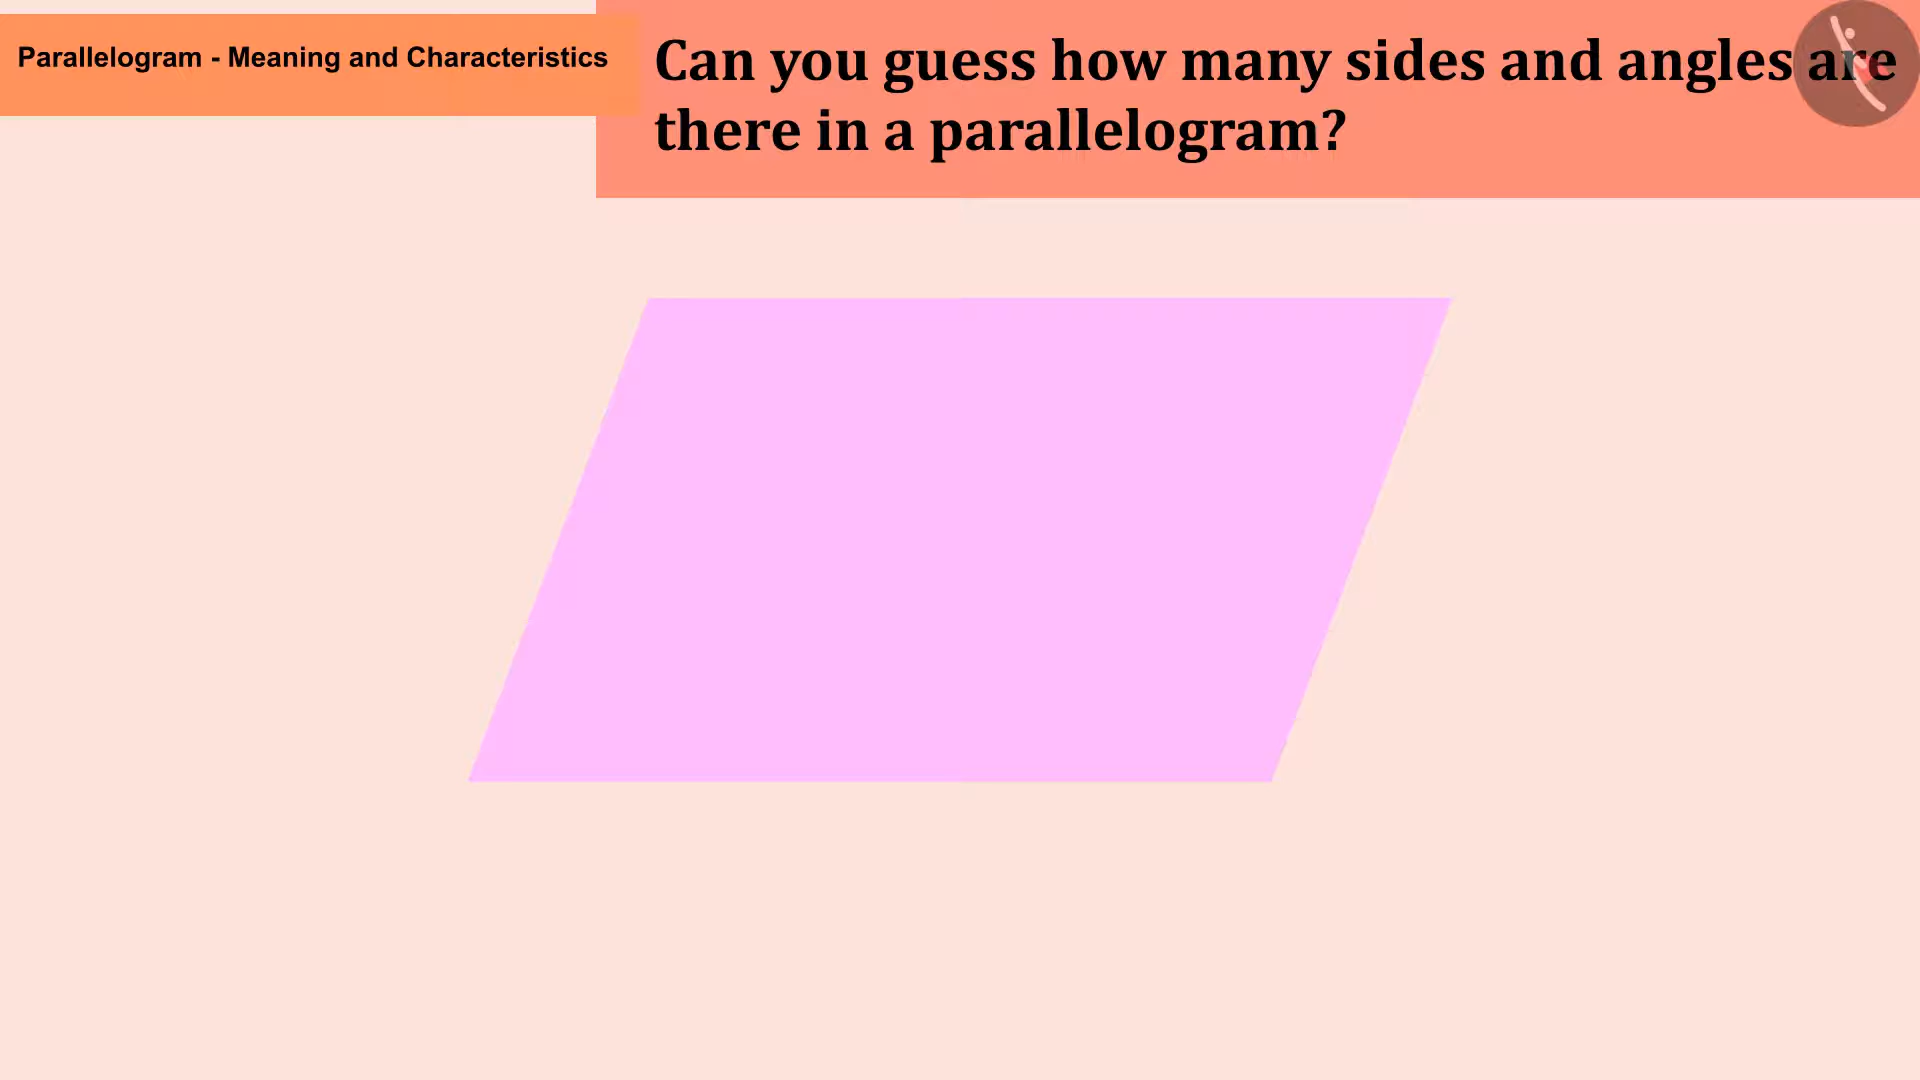 Parallelogram - Meaning and Characteristics
Can you guess how many sides and angles are
there in a parallelogram?